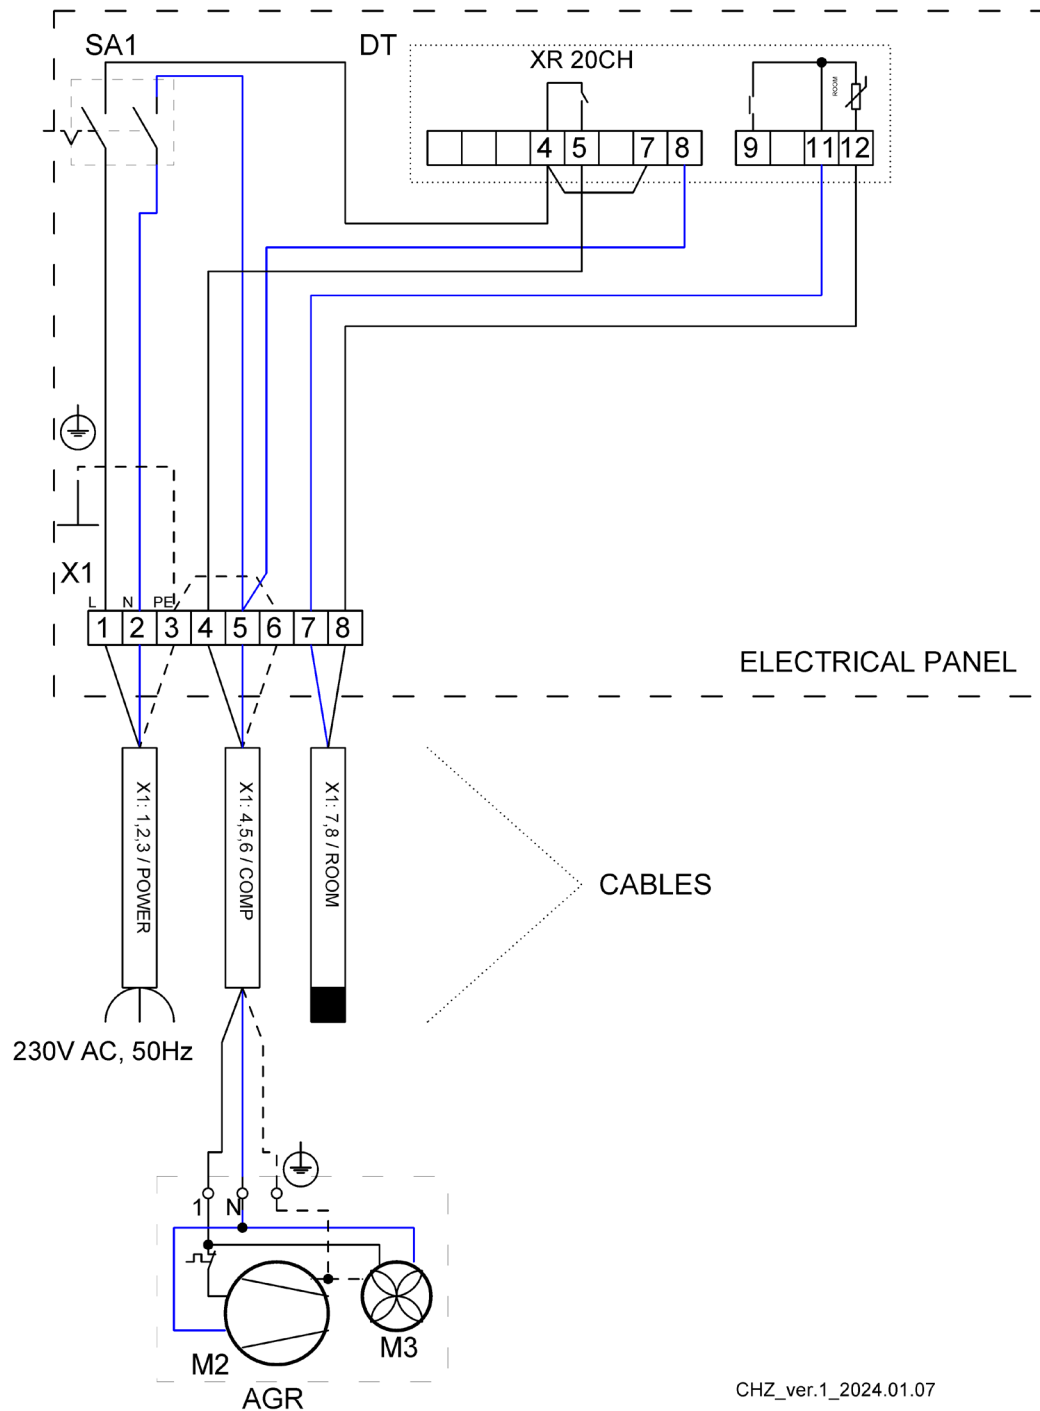 SA1
DT
XR 20CH
ROOM
4 5 7 8
9 11 12
X1
L N PE
1 2 3 4 5 6 7 8
ELECTRICAL PANEL
X1: 1,2,3 / POWER
X1: 4,5,6 / COMP
X1: 7,8 / ROOM
CABLES
230V AC, 50Hz
1 N
M2
M3
AGR
CHZ_ver.1_2024.01.07